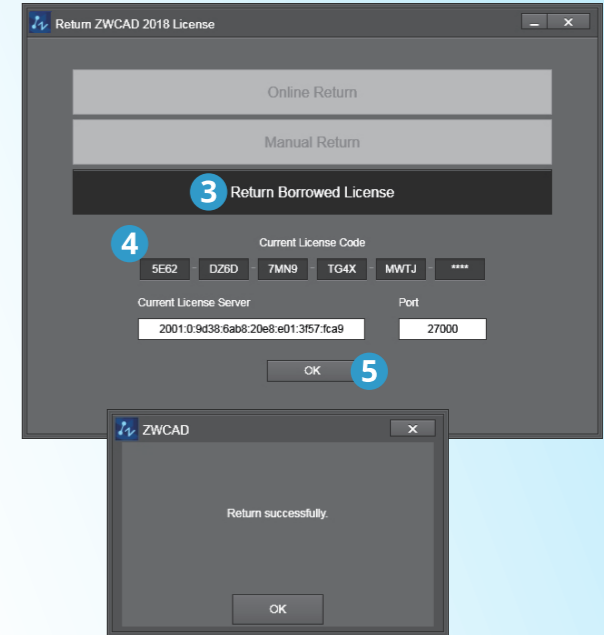 Return ZWCAD 2018 License
Online Return
Manual Return
3 Return Borrowed License
4
Current License Code
5E62 - DZ6D - 7MN9 - TG4X - MWTJ - ****
Current License Server Port
2001:0:9d38:6ab8:20e8:e01:3f57:fca9 27000
OK 5
ZWCAD
Return successfully.
OK